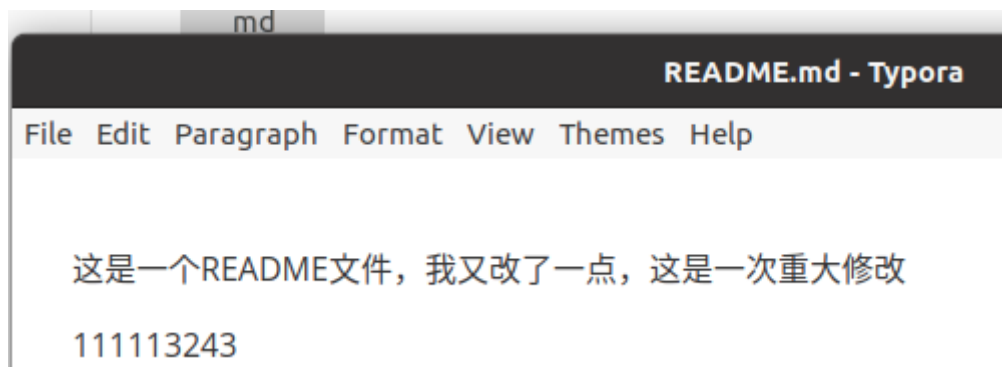 md
README.md - Typora
File Edit Paragraph Format View Themes Help
这是一个README文件，我又改了一点，这是一次重大修改
111113243